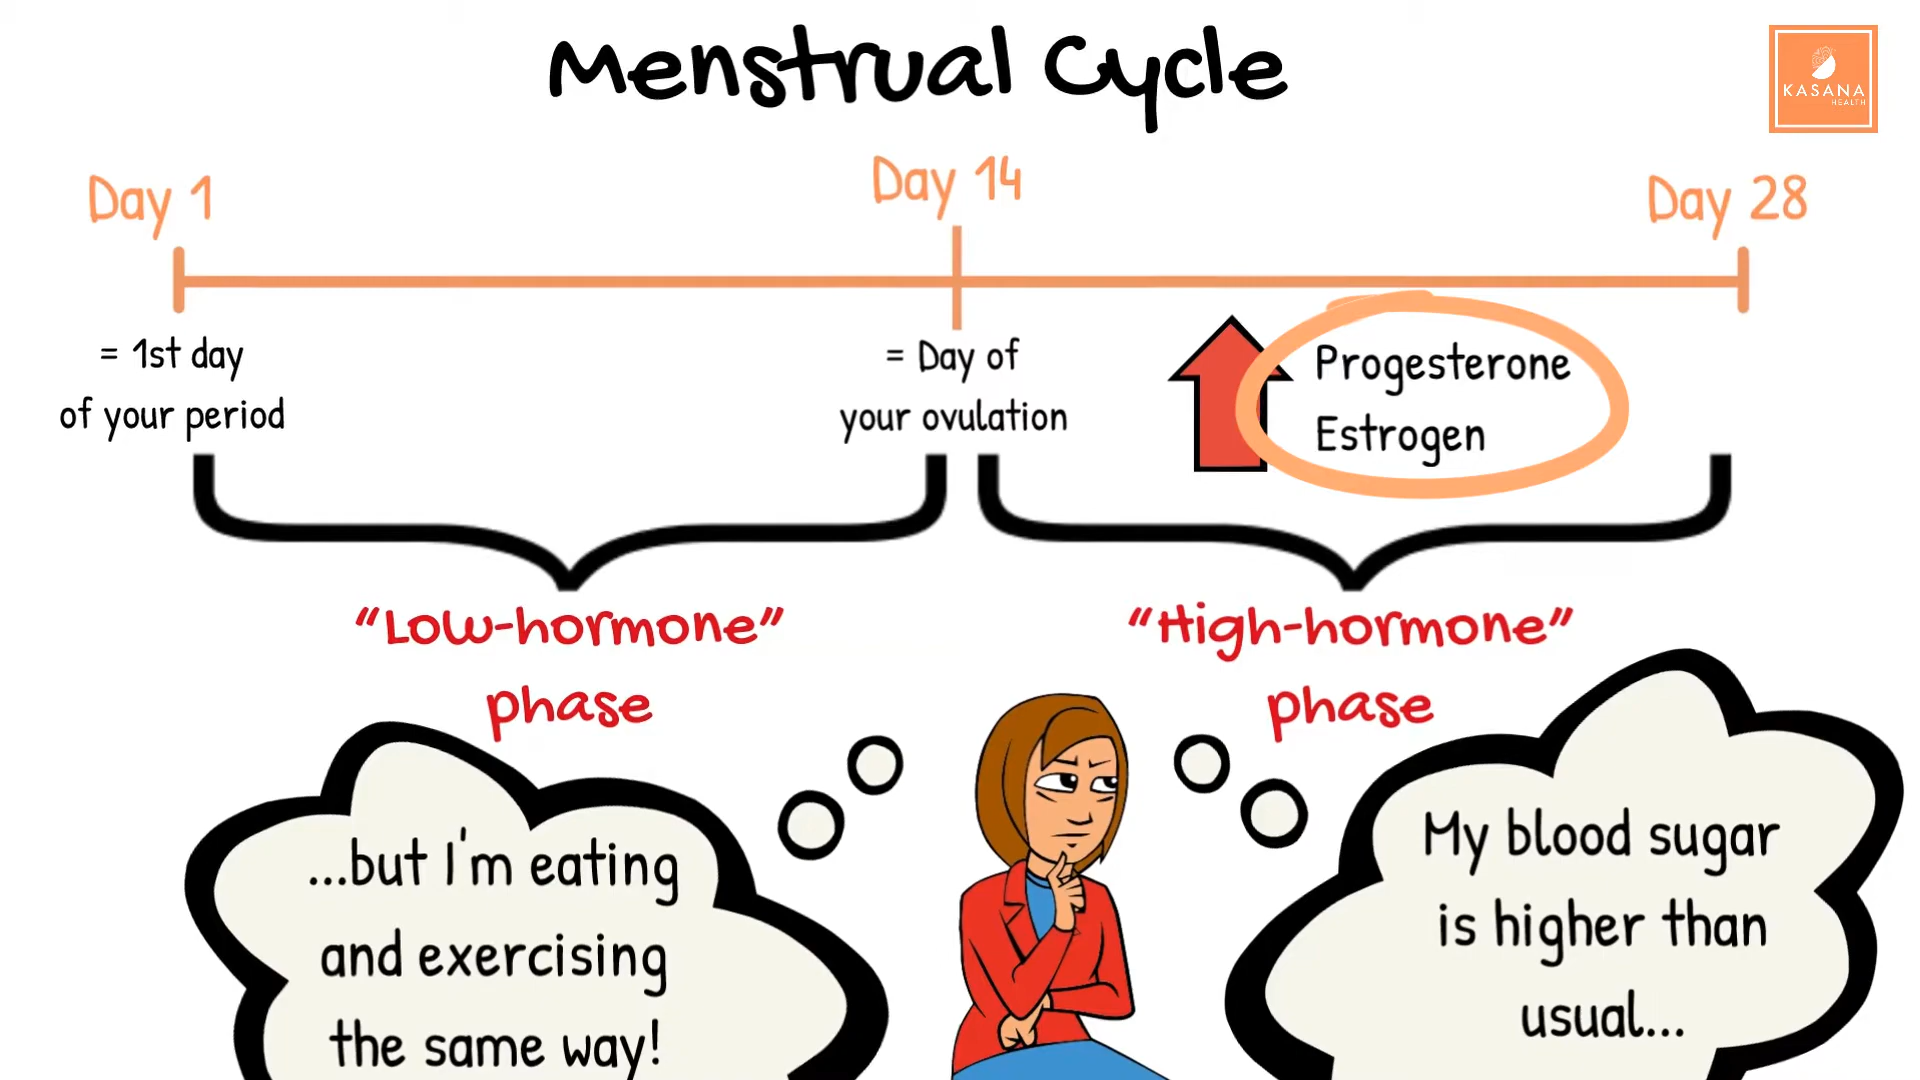 Menstrual Cycle
KASANA
HEALTH
Day 1
Day 14
Day 28
= 1st day
of your period
= Day of
your ovulation
Progesterone
Estrogen
“Low-hormone”
phase
“High-hormone”
phase
...but I'm eating
and exercising
the same way!
My blood sugar
is higher than
usual...